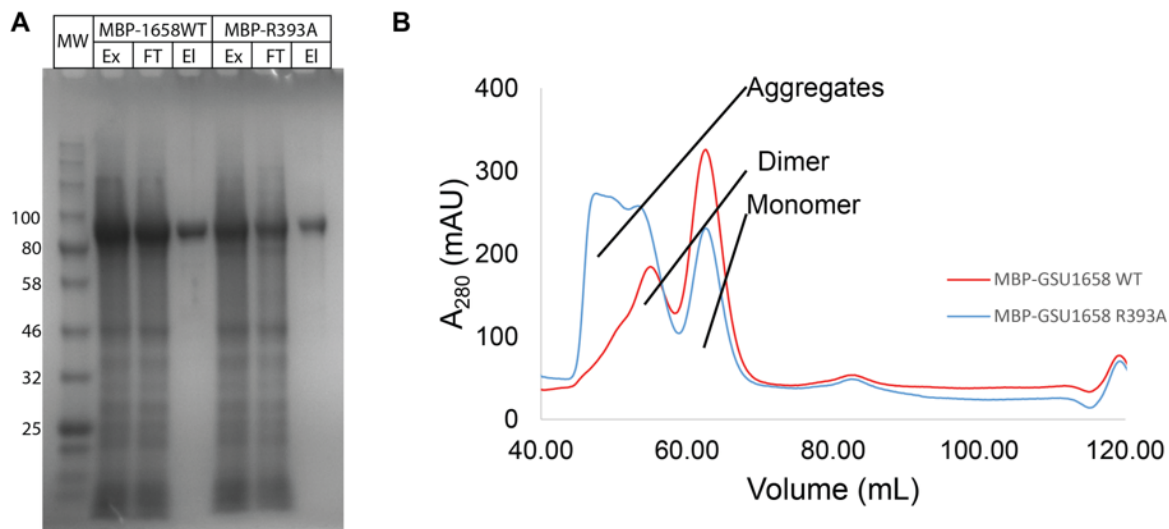 A
MW
MBP-1658WT
MBP-R393A
Ex
FT
El
Ex
FT
El
100
80
58
46
32
25
B
400
300
200
100
0
A280 (mAU)
Aggregates
Dimer
Monomer
MBP-GSU1658 WT
MBP-GSU1658 R393A
40.00
60.00
80.00
100.00
120.00
Volume (mL)